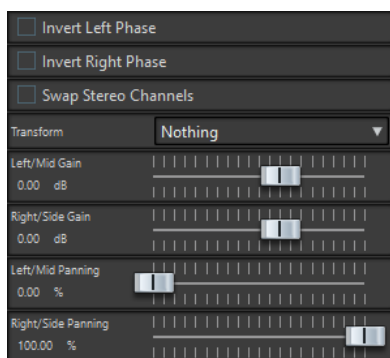 Invert Left Phase
Invert Right Phase
Swap Stereo Channels
Transform Nothing
Left/Mid Gain
0.00 dB
Right/Side Gain
0.00 dB
Left/Mid Panning
0.00 %
Right/Side Panning
100.00 %